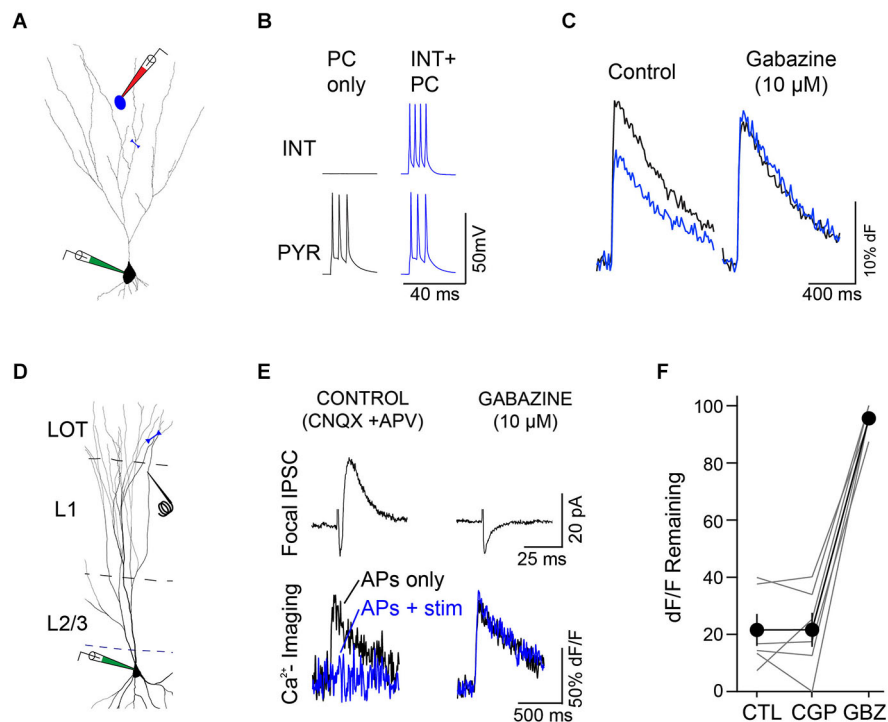 A
B
PC only
INT+ PC
INT
PYR
50mV
40 ms
C
Control
Gabazine
(10 µM)
10% dF
400 ms
D
LOT
L1
L2/3
E
CONTROL
(CNQX +APV)
GABAZINE
(10 µM)
Focal IPSC
20 pA
25 ms
Ca²⁺- Imaging
APs only
APs + stim
50% dF/F
500 ms
F
dF/F Remaining
100
80
60
40
20
0
CTL CGP GBZ